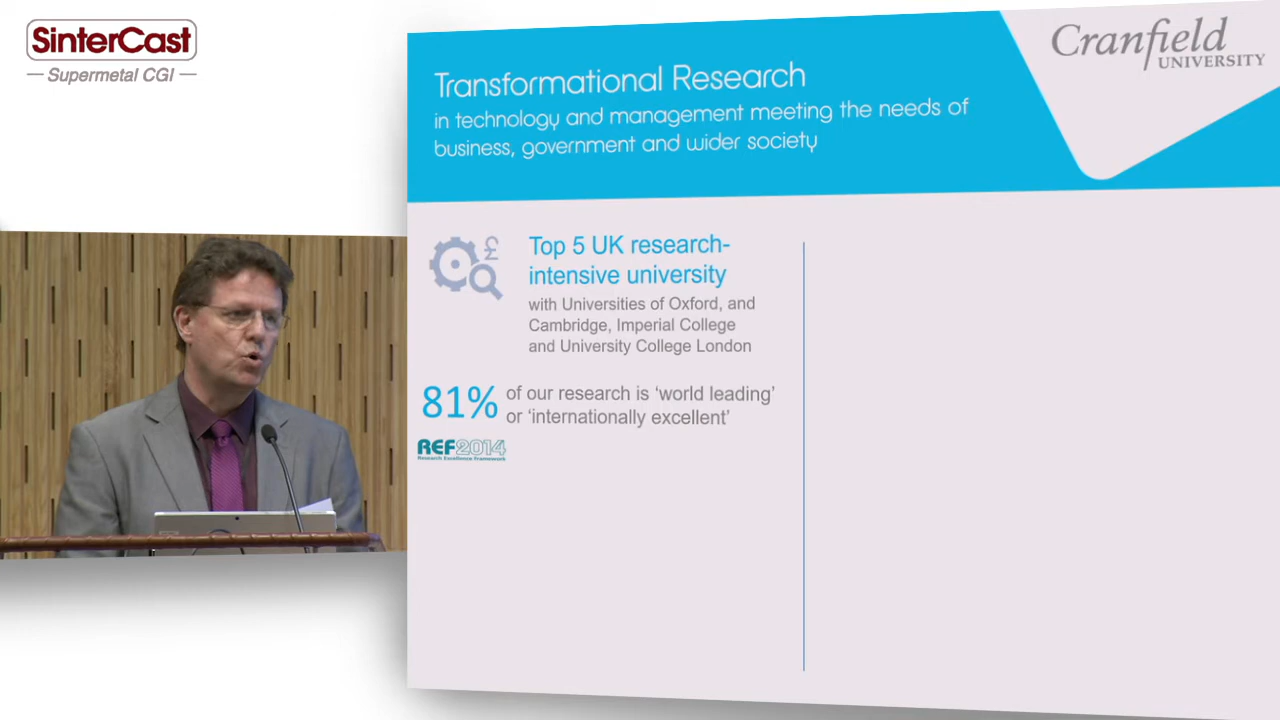 SinterCast
Supermetal CGI
Cranfield
UNIVERSITY
Transformational Research
in technology and management meeting the needs of
business, government and wider society
£
Top 5 UK research-
intensive university
with Universities of Oxford, and
Cambridge, Imperial College
and University College London
81%
of our research is ‘world leading’
or ‘internationally excellent’
REF2014
Research Excellence Framework